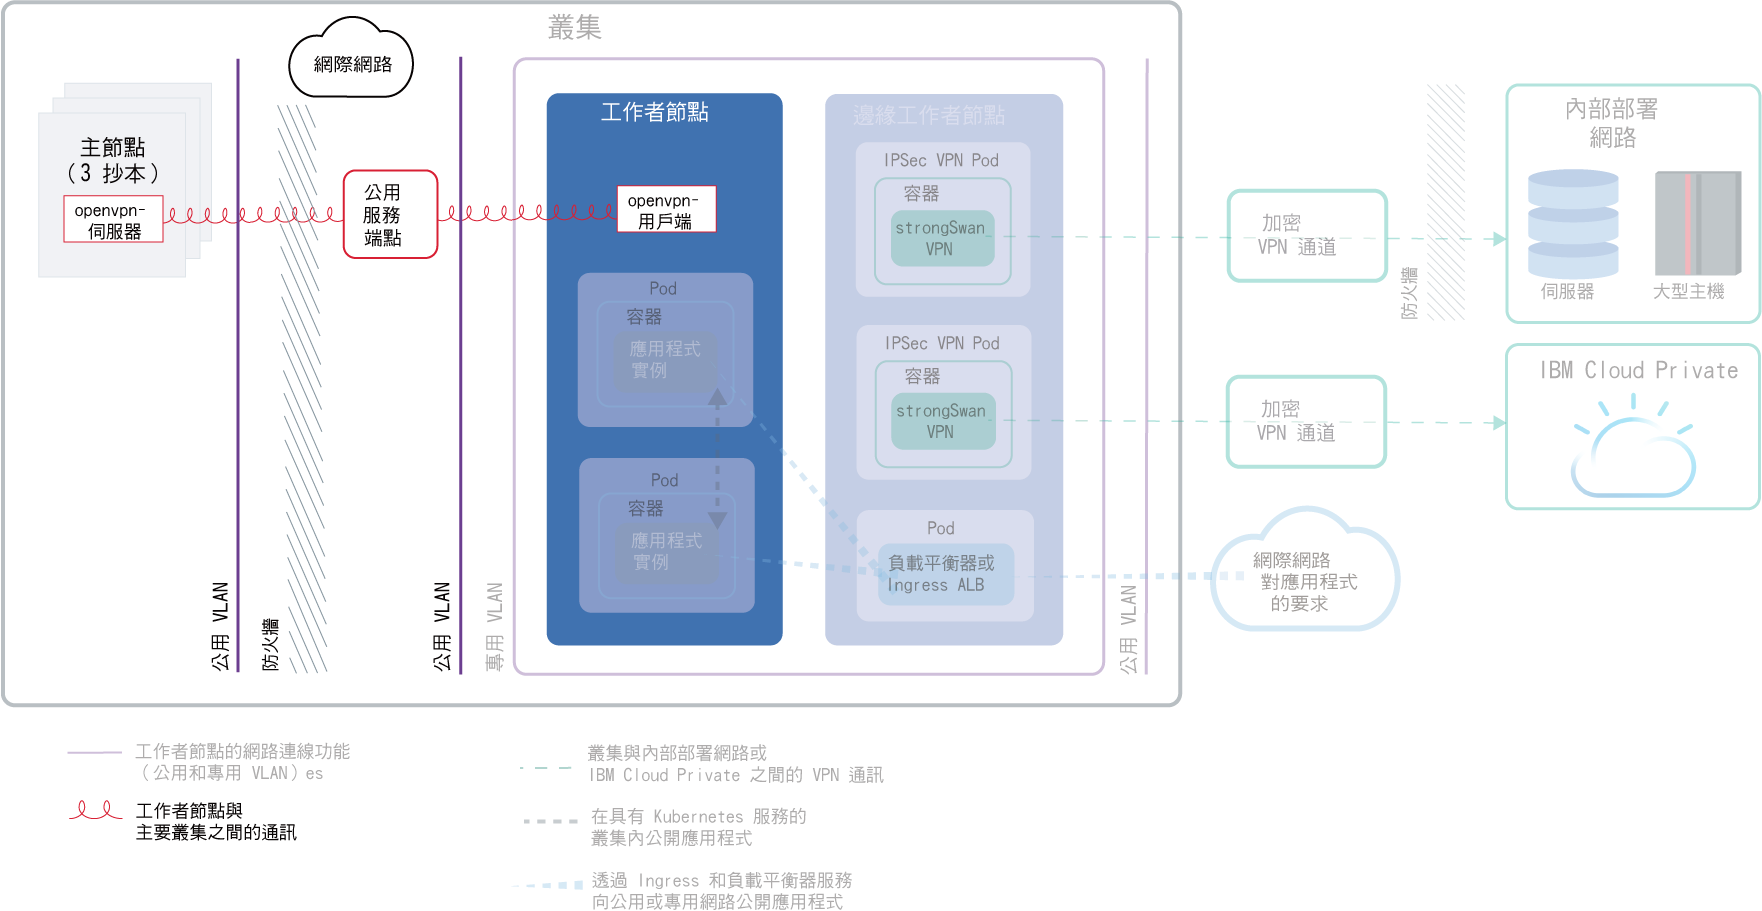 叢集
網際網路
主節點
（3 抄本）
openvpn-
伺服器
公用
服務
端點
工作者節點
openvpn-
用戶端
Pod
容器
應用程式
實例
Pod
容器
應用程式
實例
邊緣工作者節點
IPSec VPN Pod
容器
strongSwan
VPN
IPSec VPN Pod
容器
strongSwan
VPN
Pod
負載平衡器或
Ingress ALB
公用 VLAN
防火牆
公用 VLAN
專用 VLAN
公用 VLAN
加密
VPN 通道
防火牆
內部部署
網路
伺服器
大型主機
加密
VPN 通道
IBM Cloud Private
網際網路
對應用程式
的要求
工作者節點的網路連線功能
（公用和專用 VLAN）es
工作者節點與
主要叢集之間的通訊
叢集與內部部署網路或
IBM Cloud Private 之間的 VPN 通訊
在具有 Kubernetes 服務的
叢集內公開應用程式
透過 Ingress 和負載平衡器服務
向公用或專用網路公開應用程式